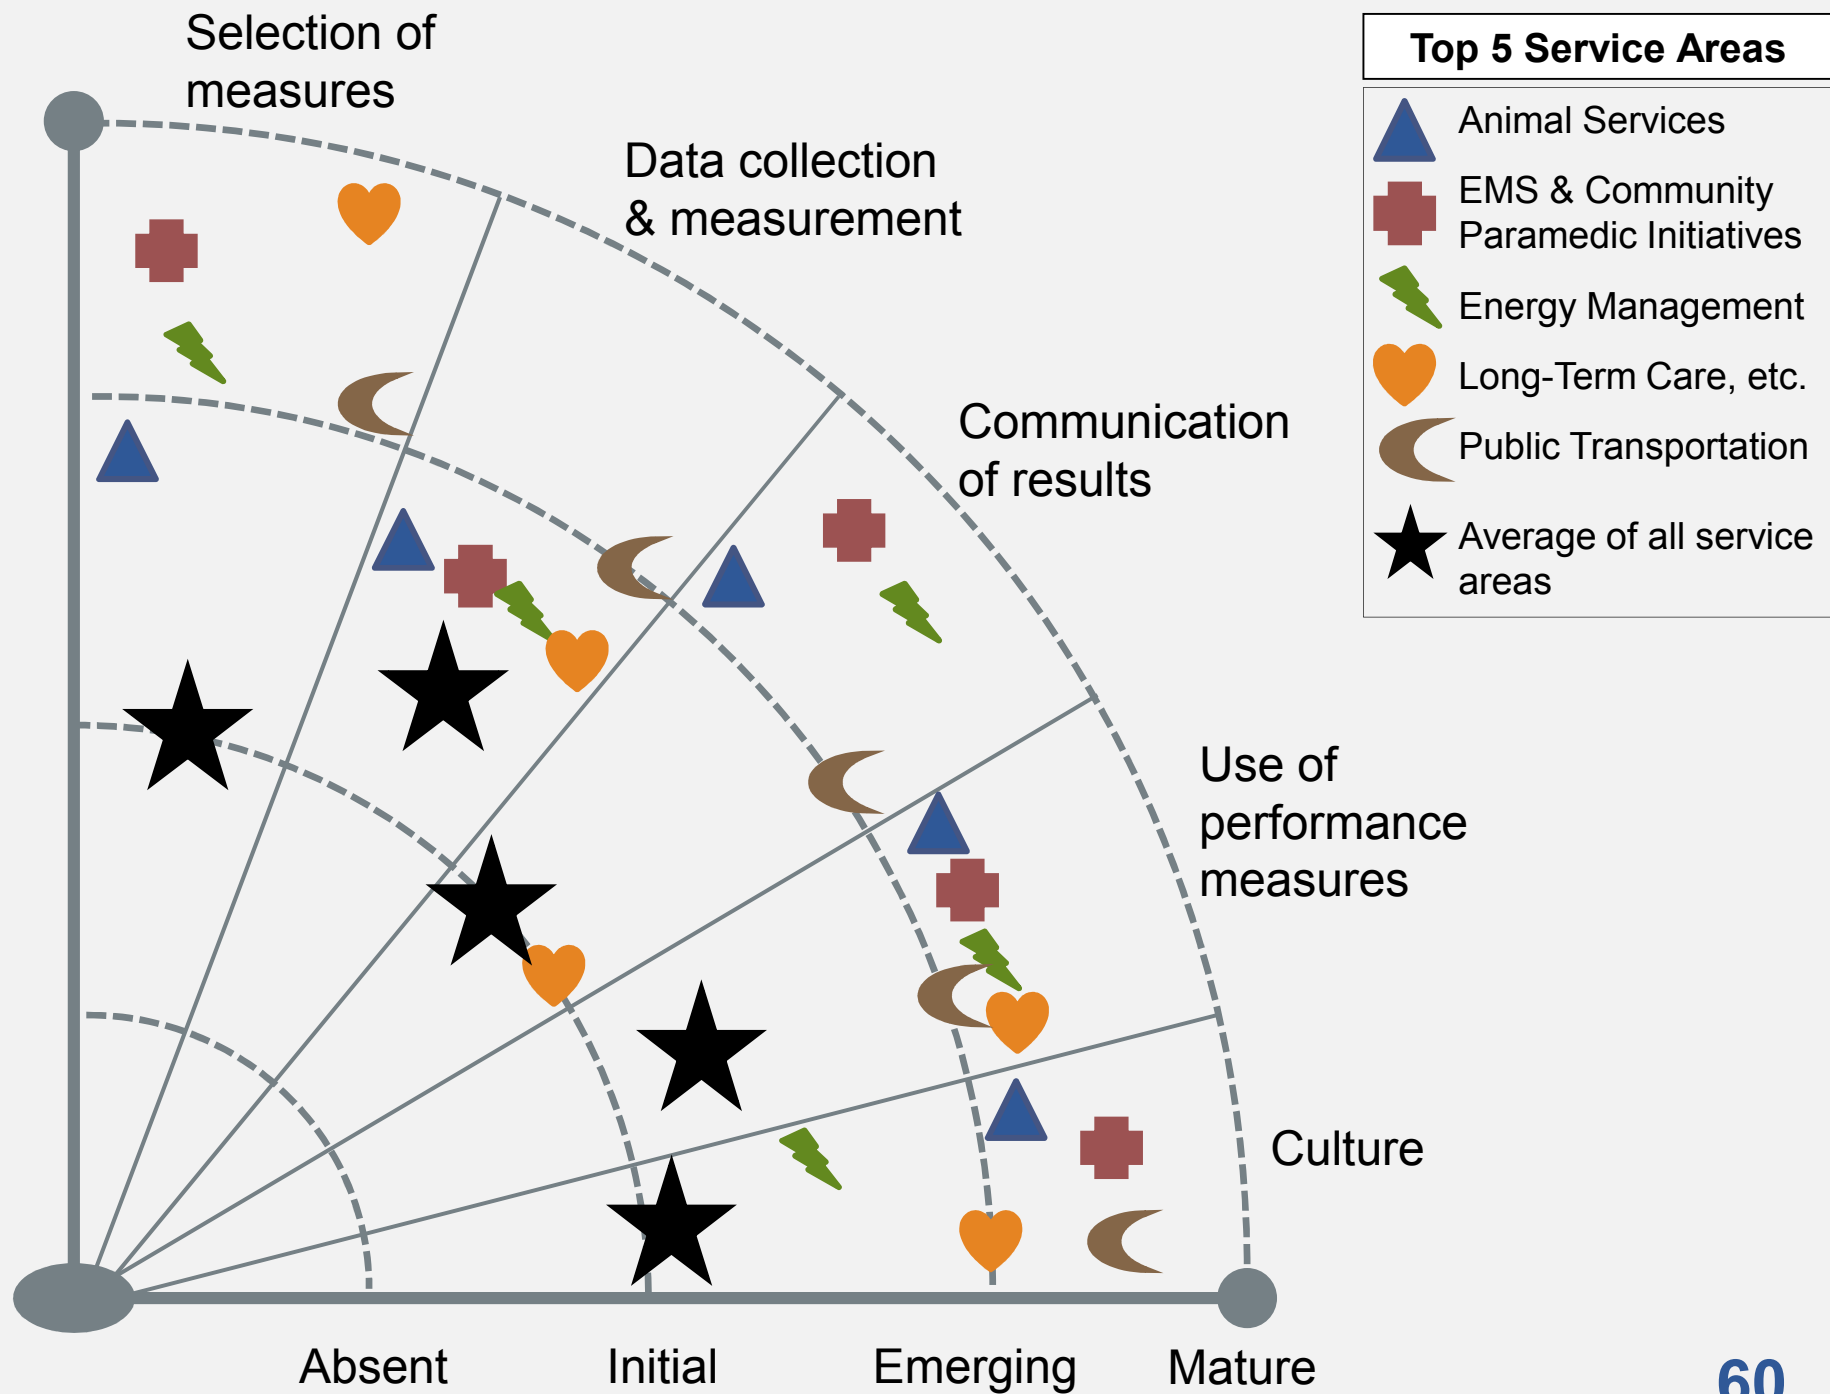 Selection of
measures
Data collection
& measurement
Communication
of results
Use of
performance
measures
Culture
Absent
Initial
Emerging
Mature
Top 5 Service Areas
Animal Services
EMS & Community
Paramedic Initiatives
Energy Management
Long-Term Care, etc.
Public Transportation
Average of all service
areas
60